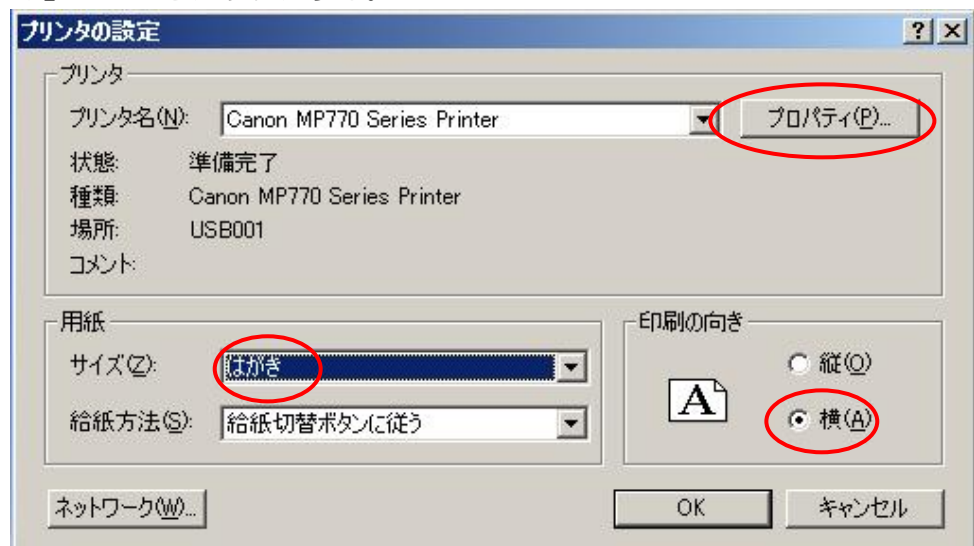 プリンタの設定
プリンタ
プリンタ名(N): Canon MP770 Series Printer プロパティ(P)...
状態: 準備完了
種類: Canon MP770 Series Printer
場所: USB001
コメント:
用紙
サイズ(Z): はがき
給紙方法(S): 給紙切替ボタンに従う
印刷の向き
A
縦(O)
横(A)
ネットワーク(W)... OK キャンセル